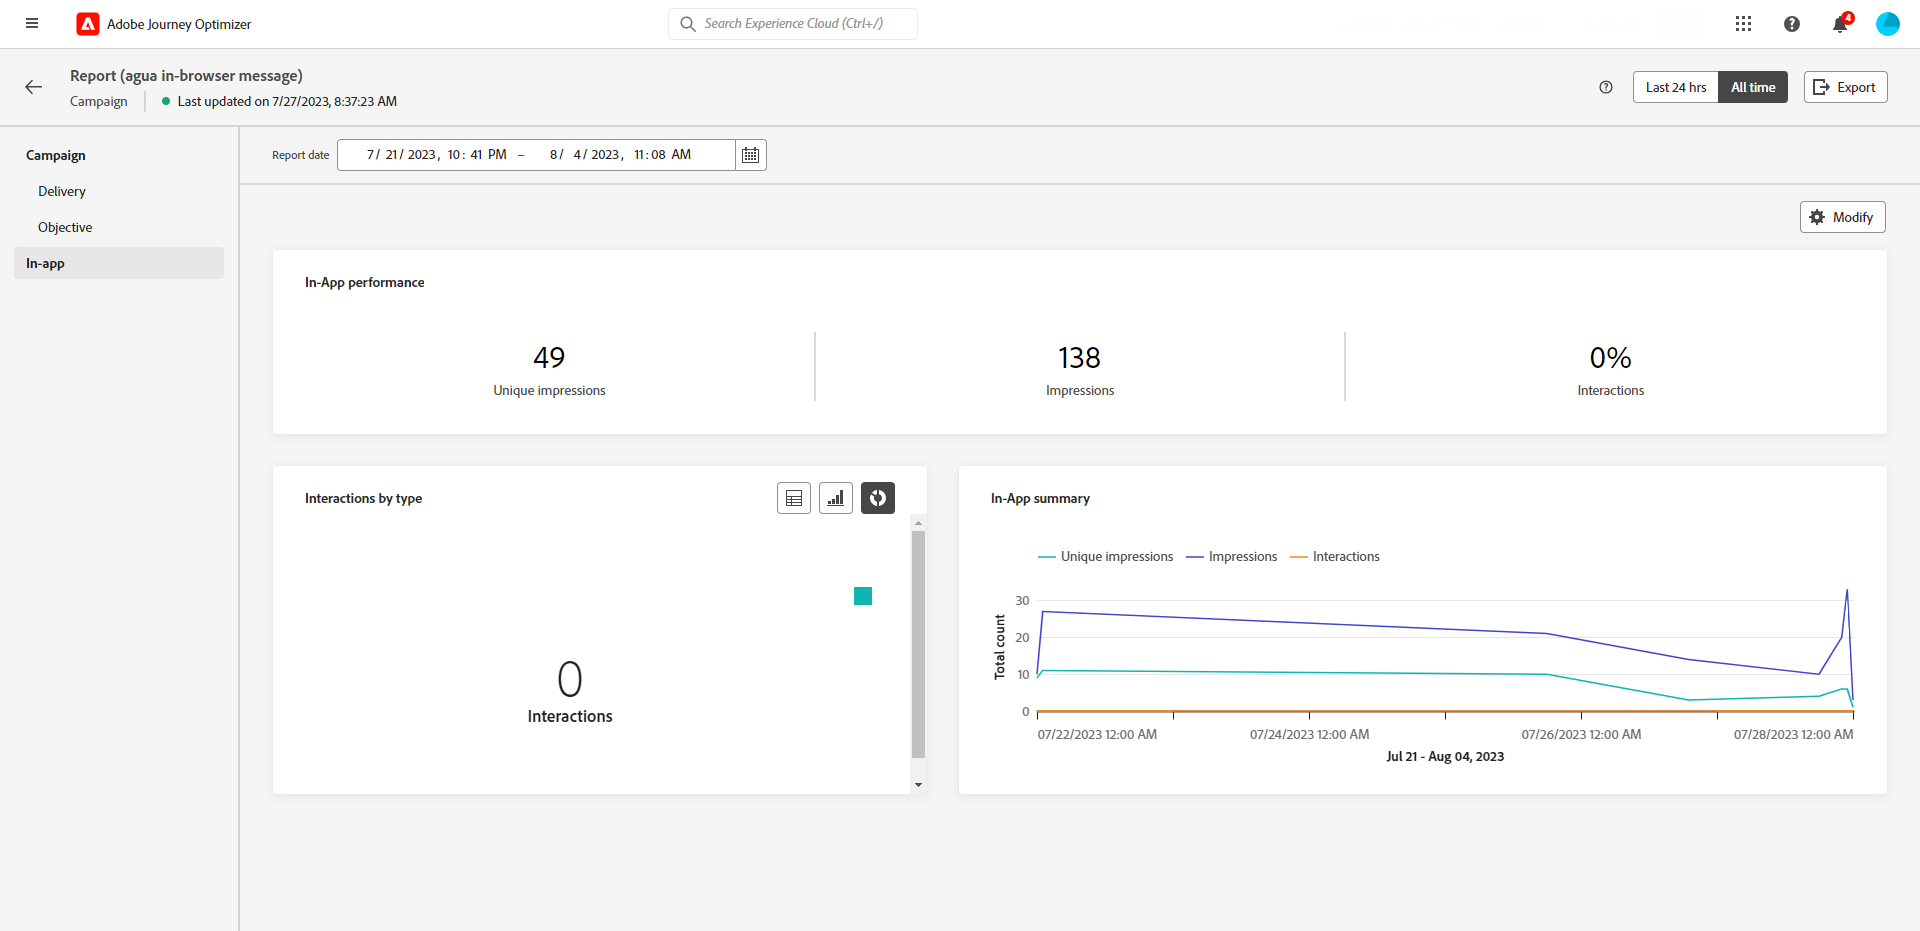 Adobe Journey Optimizer
Search Experience Cloud (Ctrl+/)
4
Report (agua in-browser message)
Campaign
Last updated on 7/27/2023, 8:37:23 AM
Last 24 hrs
All time
Export
Campaign
Delivery
Objective
In-app
Report date
7/ 21/ 2023, 10: 41 PM – 8/ 4/ 2023, 11:08 AM
Modify
In-App performance
49
Unique impressions
138
Impressions
0%
Interactions
Interactions by type
0
Interactions
In-App summary
Unique impressions
Impressions
Interactions
Total count
30
20
10
0
07/22/2023 12:00 AM
07/24/2023 12:00 AM
07/26/2023 12:00 AM
07/28/2023 12:00 AM
Jul 21 - Aug 04, 2023